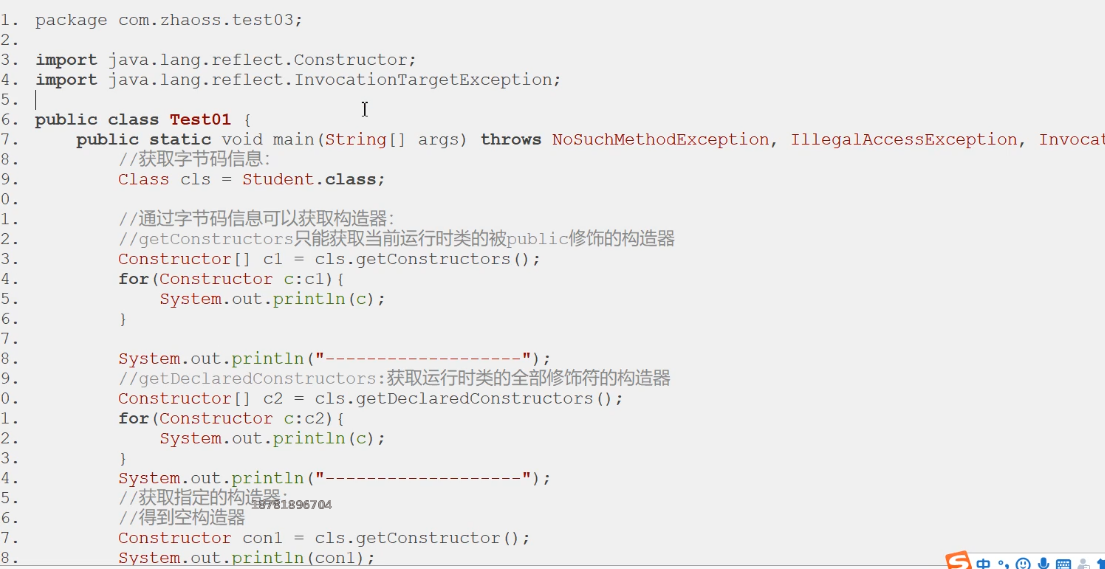 1. package com.zhaoss.test03;
2.
3. import java.lang.reflect.Constructor;
4. import java.lang.reflect.InvocationTargetException;
5.
6. public class Test01 {
7. public static void main(String[] args) throws NoSuchMethodException, IllegalAccessException, Invocat
8. //获取字节码信息:
9. Class cls = Student.class;
0.
1. //通过字节码信息可以获取构造器:
2. //getConstructors只能获取当前运行时类的被public修饰的构造器
3. Constructor[] c1 = cls.getConstructors();
4. for(Constructor c:c1){
5. System.out.println(c);
6. }
7.
8. System.out.println("-------------------");
9. //getDeclaredConstructors:获取运行时类的全部修饰符的构造器
0. Constructor[] c2 = cls.getDeclaredConstructors();
1. for(Constructor c:c2){
2. System.out.println(c);
3. }
4. System.out.println("-------------------");
5. //获取指定的构造器:
18781896704
6. //得到空构造器
7. Constructor con1 = cls.getConstructor();
8. System.out.println(con1);
S 中